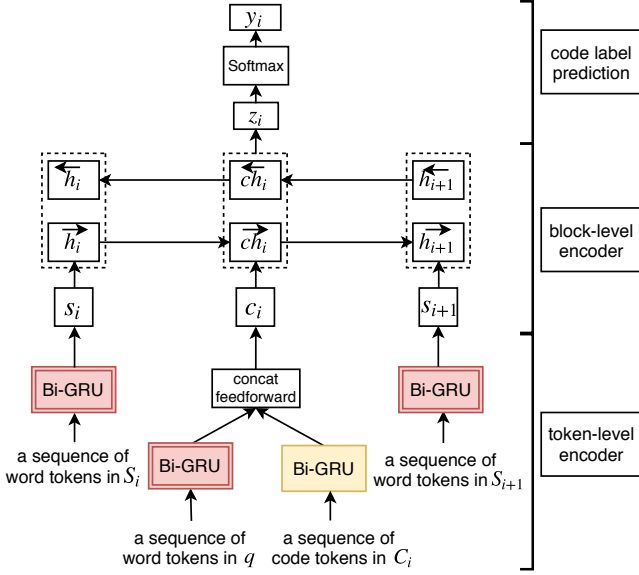 y_i
Softmax
code label
prediction
z_i
←h_i
←ch_i
←h_{i+1}
→h_i
→ch_i
→h_{i+1}
block-level
encoder
s_i
c_i
s_{i+1}
Bi-GRU
concat
feedforward
Bi-GRU
token-level
encoder
a sequence of
word tokens in S_i
Bi-GRU
Bi-GRU
a sequence of
word tokens in S_{i+1}
a sequence of
word tokens in q
a sequence of
code tokens in C_i